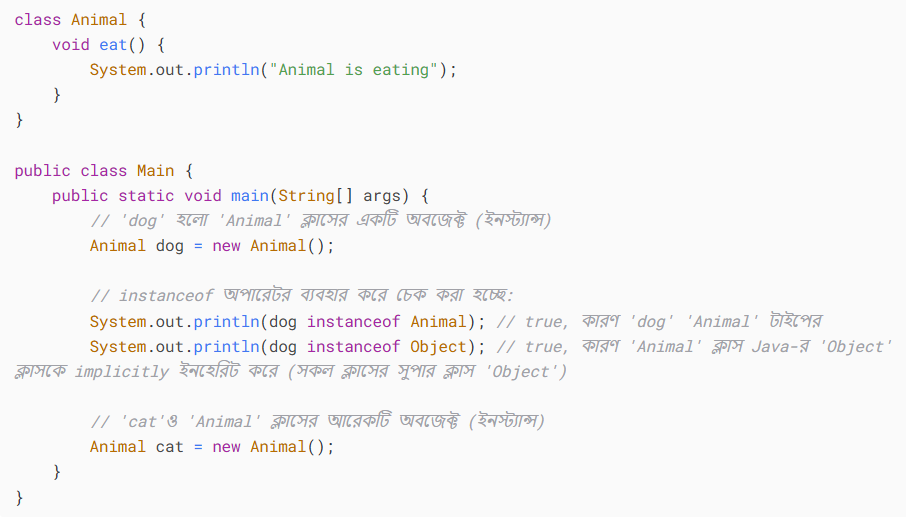 class Animal {
    void eat() {
        System.out.println("Animal is eating");
    }
}

public class Main {
    public static void main(String[] args) {
        // 'dog' হলো 'Animal' ক্লাসের একটি অবজেক্ট (ইনস্ট্যান্স)
        Animal dog = new Animal();

        // instanceof অপারেটর ব্যবহার করে চেক করা হচ্ছে:
        System.out.println(dog instanceof Animal); // true, কারণ 'dog' 'Animal' টাইপের
        System.out.println(dog instanceof Object); // true, কারণ 'Animal' ক্লাস Java-র 'Object'
ক্লাসকে implicitly ইনহেরিট করে (সকল ক্লাসের সুপার ক্লাস 'Object')

        // 'cat'ও 'Animal' ক্লাসের আরেকটি অবজেক্ট (ইনস্ট্যান্স)
        Animal cat = new Animal();
    }
}